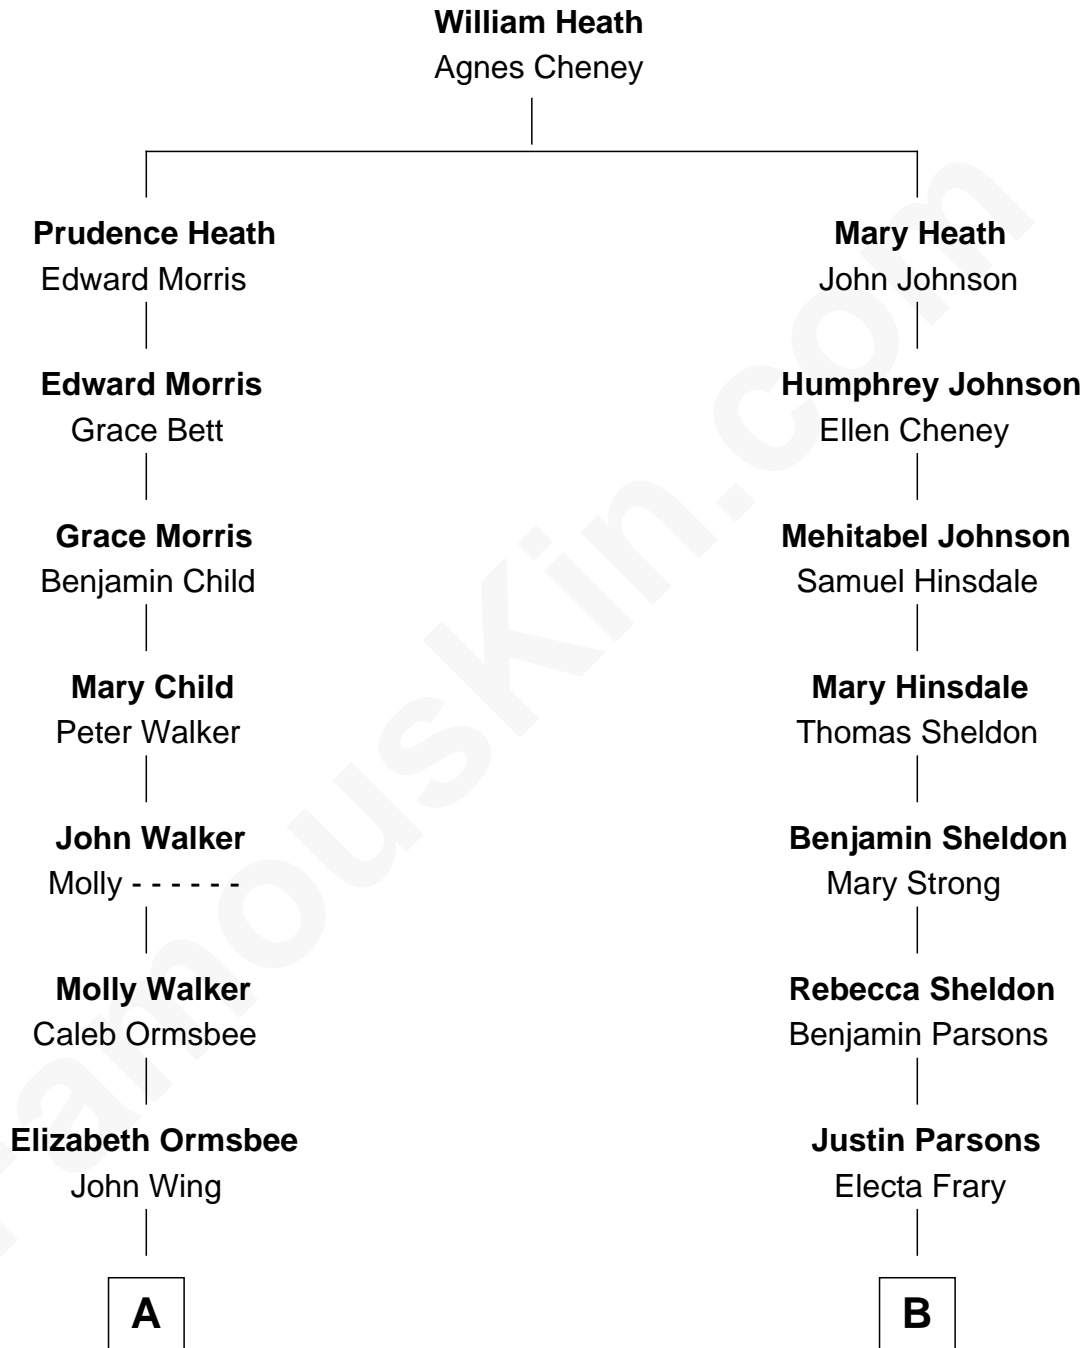 William Heath
Agnes Cheney
Prudence Heath
Edward Morris
Mary Heath
John Johnson
Edward Morris
Grace Bett
Humphrey Johnson
Ellen Cheney
Grace Morris
Benjamin Child
Mehitabel Johnson
Samuel Hinsdale
Mary Child
Peter Walker
Mary Hinsdale
Thomas Sheldon
John Walker
Molly - - - - - -
Benjamin Sheldon
Mary Strong
Molly Walker
Caleb Ormsbee
Rebecca Sheldon
Benjamin Parsons
Elizabeth Ormsbee
John Wing
Justin Parsons
Electa Frary
A
B
FamousKin.com